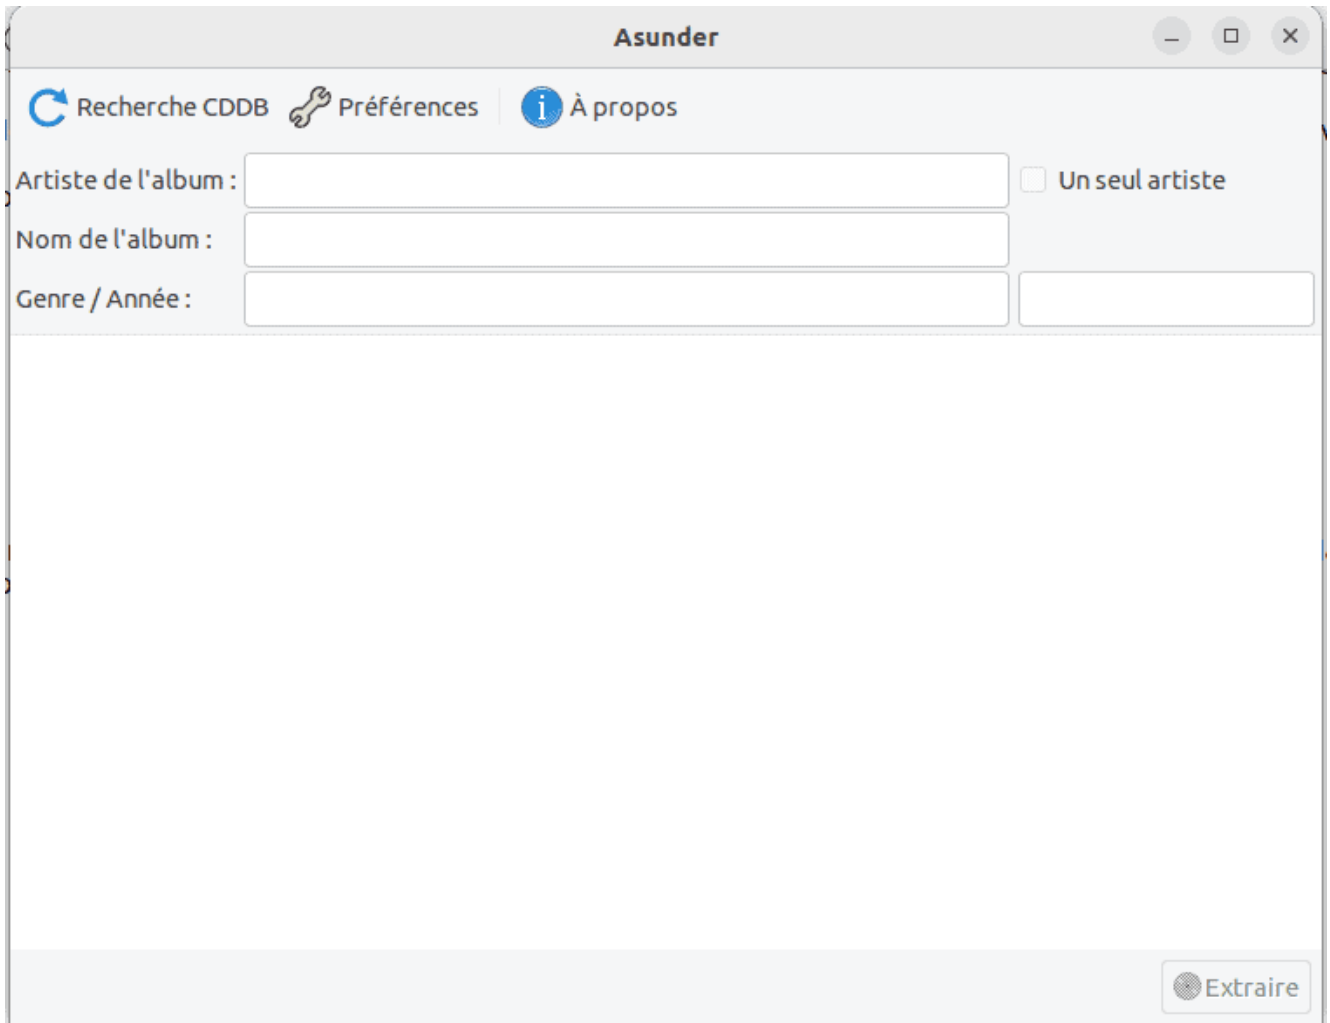 Asunder
Recherche CDDB Préférences À propos
Artiste de l'album : Un seul artiste
Nom de l'album :
Genre / Année :
Extraire